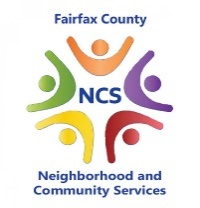 Fairfax County
NCS
Neighborhood and
Community Services